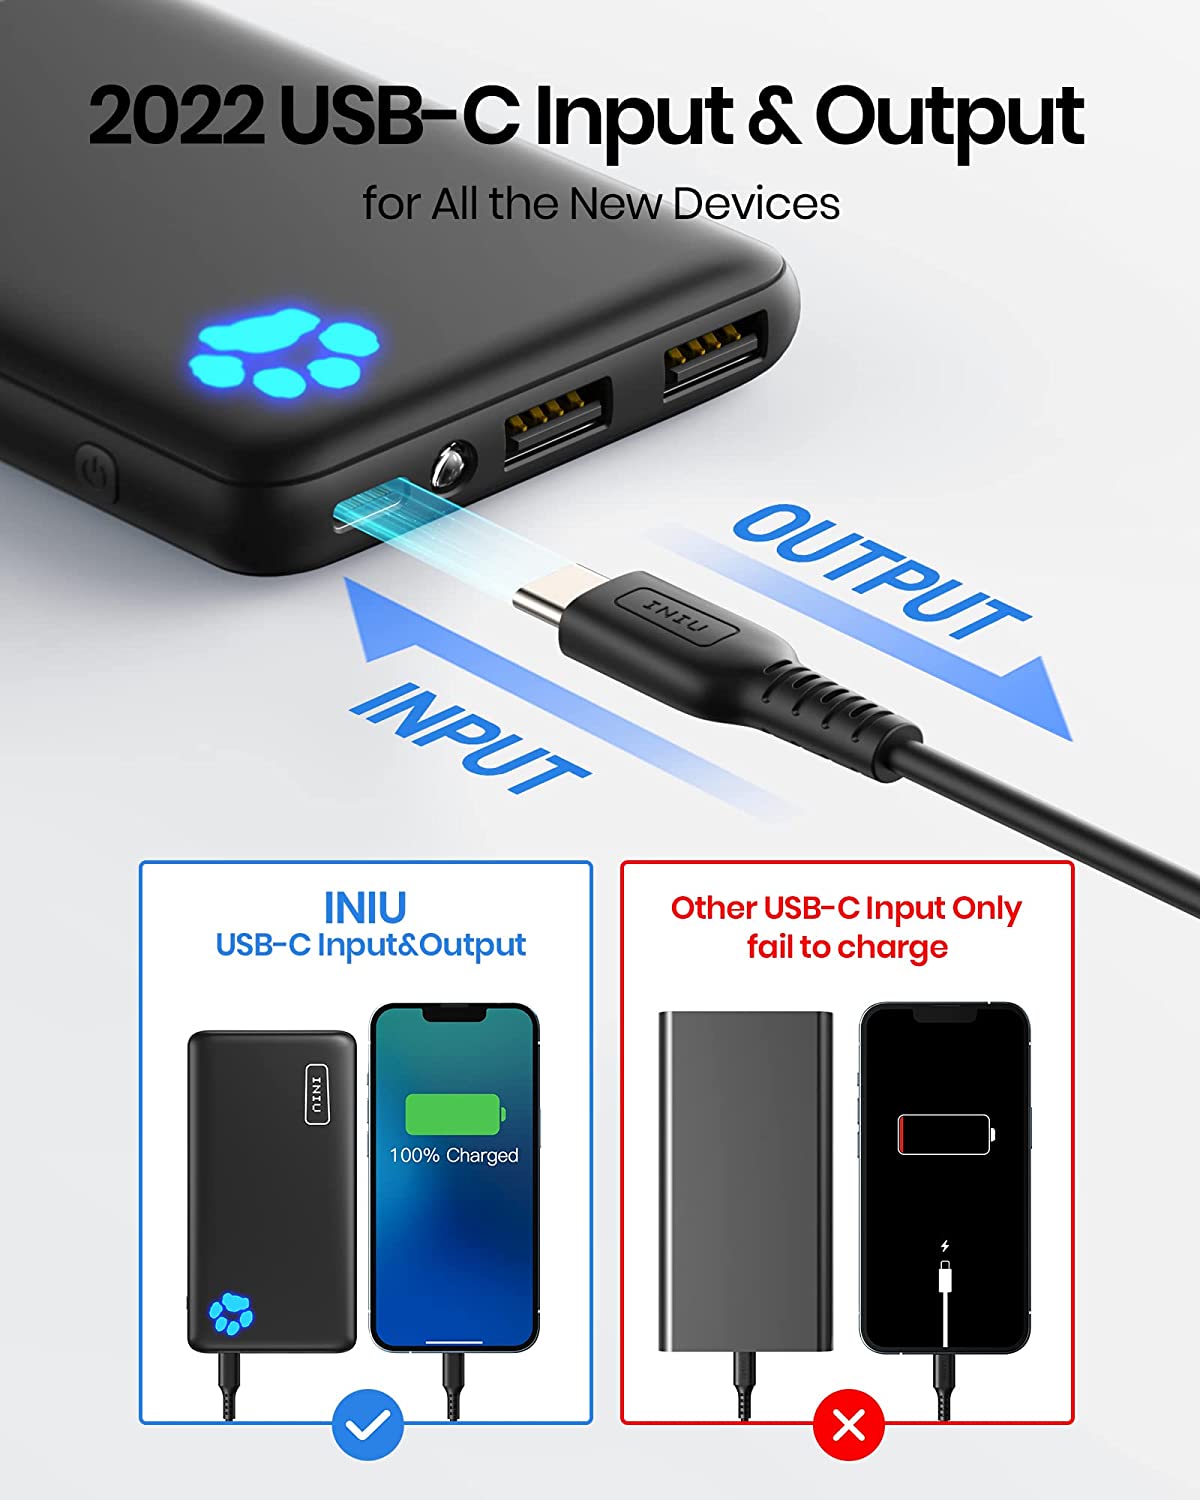 2022 USB-C Input & Output
for All the New Devices
OUTPUT
INIU
INPUT
INIU
USB-C Input&Output
Other USB-C Input Only
fail to charge
INIU
100% Charged